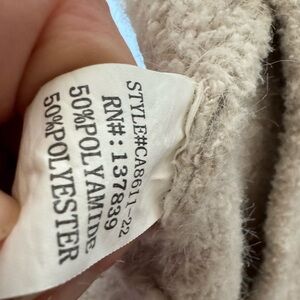 STYLE#CA8611-22
RN#: 137839
50%POLYAMIDE
50%POLYESTER